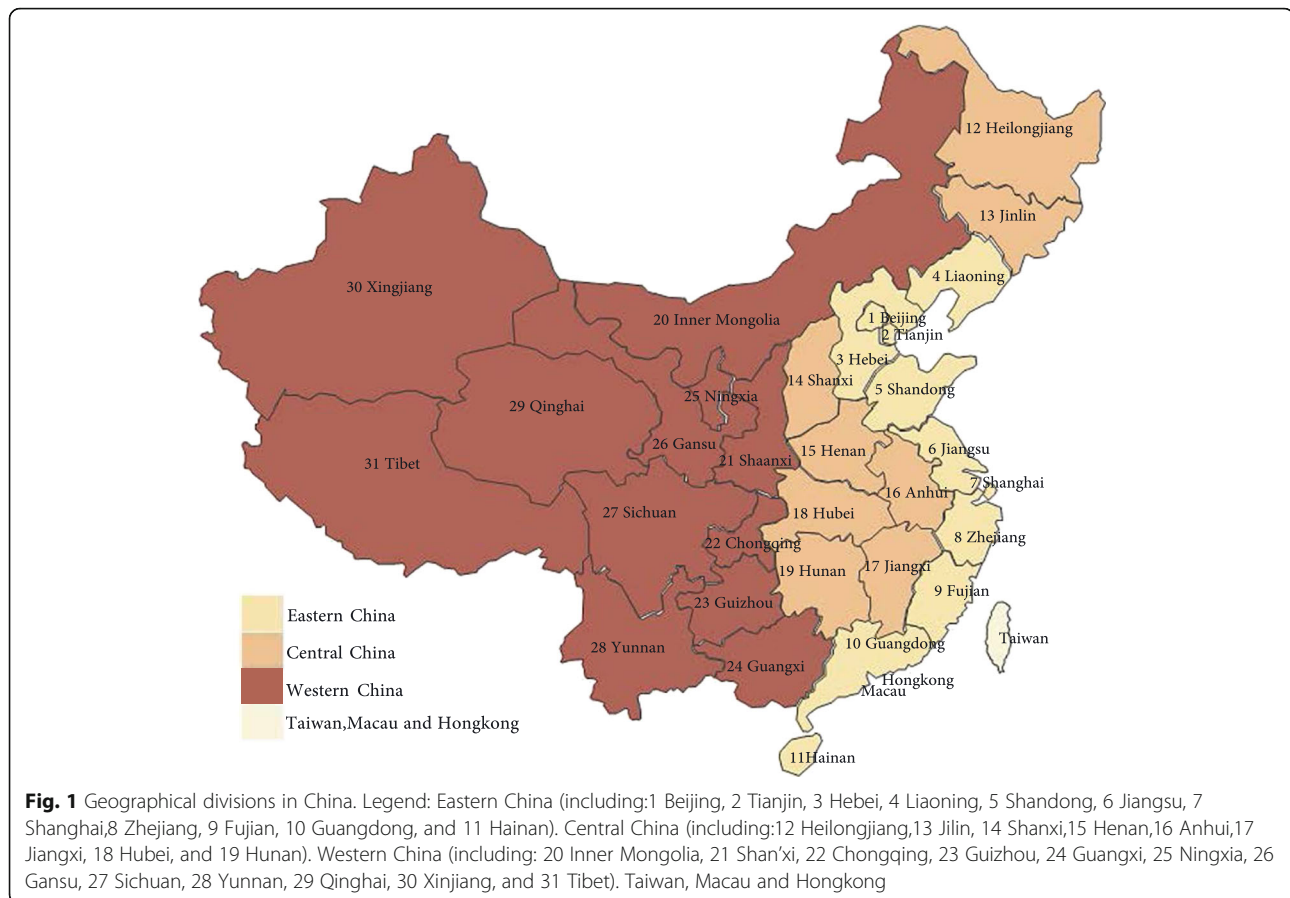 12 Heilongjiang
13 Jinlin
4 Liaoning
30 Xingjiang
20 Inner Mongolia
1 Beijing
2 Tianjin
3 Hebei
14 Shanxi
5 Shandong
25 Ningxia
29 Qinghai
26 Gansu
15 Henan
6 Jiangsu
21 Shaanxi
31 Tibet
7 Shanghai
16 Anhui
27 Sichuan
18 Hubei
8 Zhejiang
22 Chongqing
17 Jiangxi
19 Hunan
9 Fujian
23 Guizhou
Eastern China
Taiwan
10 Guangdong
28 Yunnan
Central China
24 Guangxi
Hongkong
Macau
Western China
Taiwan,Macau and Hongkong
11Hainan
Fig. 1 Geographical divisions in China. Legend: Eastern China (including:1 Beijing, 2 Tianjin, 3 Hebei, 4 Liaoning, 5 Shandong, 6 Jiangsu, 7
Shanghai,8 Zhejiang, 9 Fujian, 10 Guangdong, and 11 Hainan). Central China (including:12 Heilongjiang,13 Jilin, 14 Shanxi,15 Henan,16 Anhui,17
Jiangxi, 18 Hubei, and 19 Hunan). Western China (including: 20 Inner Mongolia, 21 Shan’xi, 22 Chongqing, 23 Guizhou, 24 Guangxi, 25 Ningxia, 26
Gansu, 27 Sichuan, 28 Yunnan, 29 Qinghai, 30 Xinjiang, and 31 Tibet). Taiwan, Macau and Hongkong